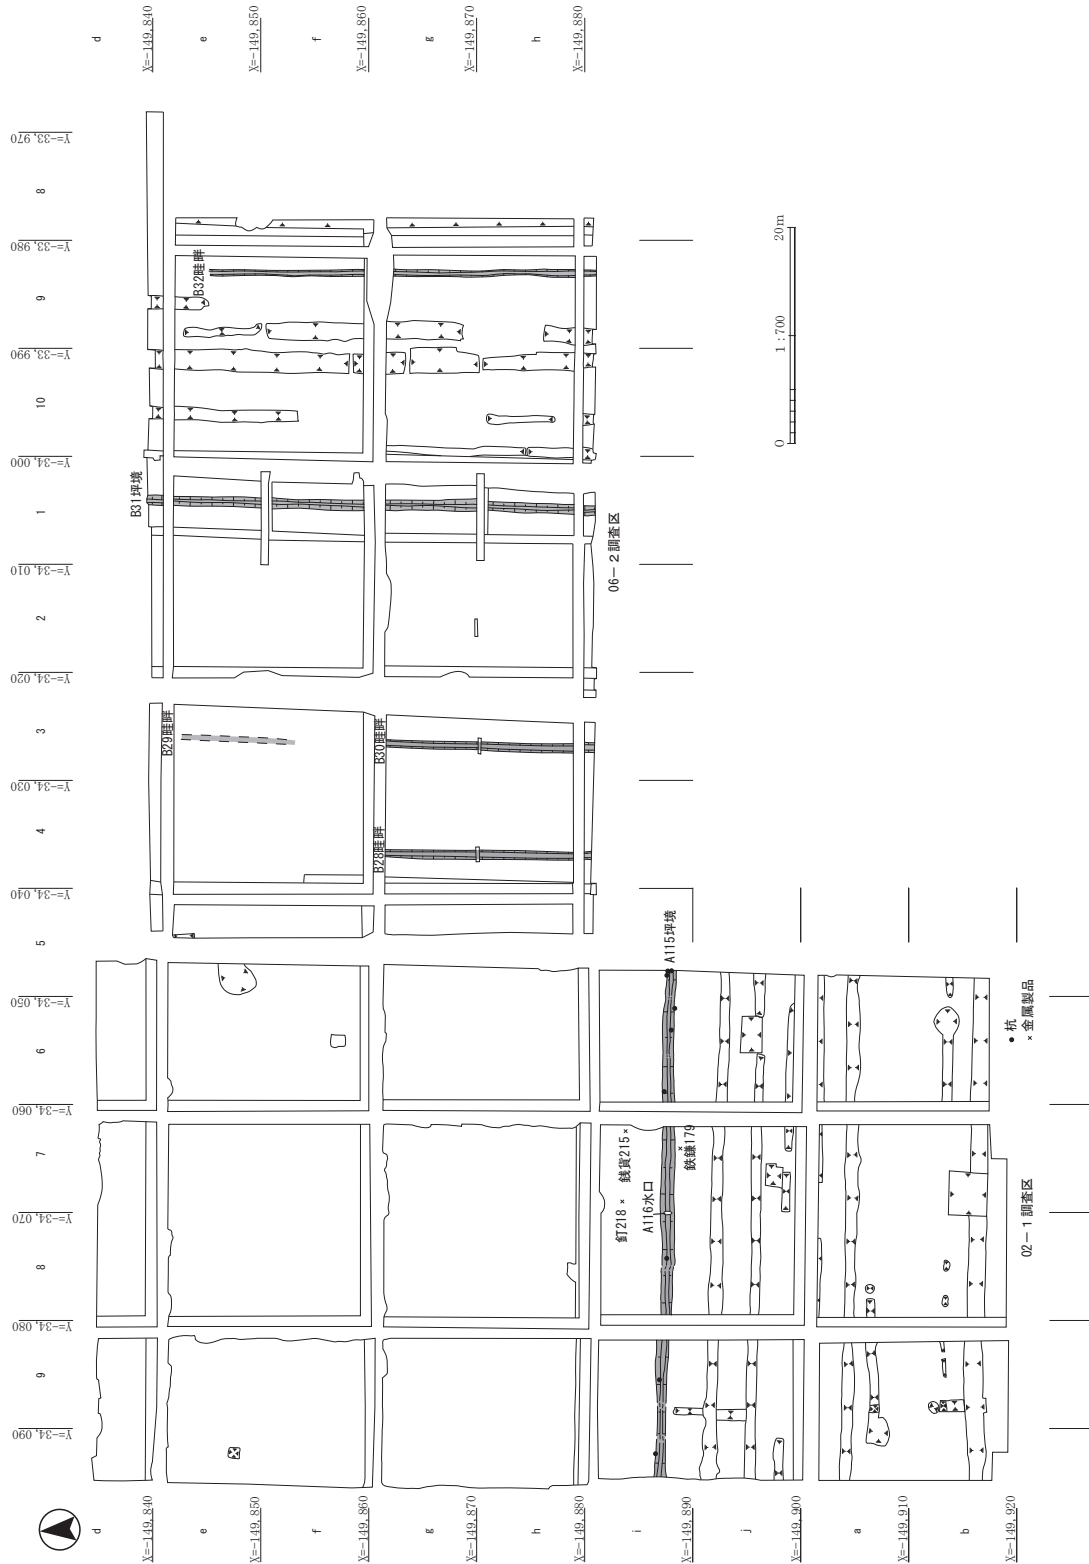 d
X=-149,840
e
X=-149,850
f
X=-149,860
g
X=-149,870
h
X=-149,880
Y=-33,970
8
Y=-33,980
9
Y=-33,990
10
Y=-34,000
1
Y=-34,010
2
Y=-34,020
3
Y=-34,030
4
Y=-34,040
5
Y=-34,050
6
Y=-34,060
7
Y=-34,070
8
Y=-34,080
9
Y=-34,090
B32畦畔
B31坪境
06－2調査区
B29畦畔
B30畦畔
B28畦畔
0
1：700
20m
A115坪境
釘218 ×
銭貨215 ×
A116水口
×
鉄鎌179
● 杭
× 金属製品
02－1調査区
d
X=-149,840
e
X=-149,850
f
X=-149,860
g
X=-149,870
h
X=-149,880
i
X=-149,890
j
X=-149,900
a
X=-149,910
b
X=-149,920